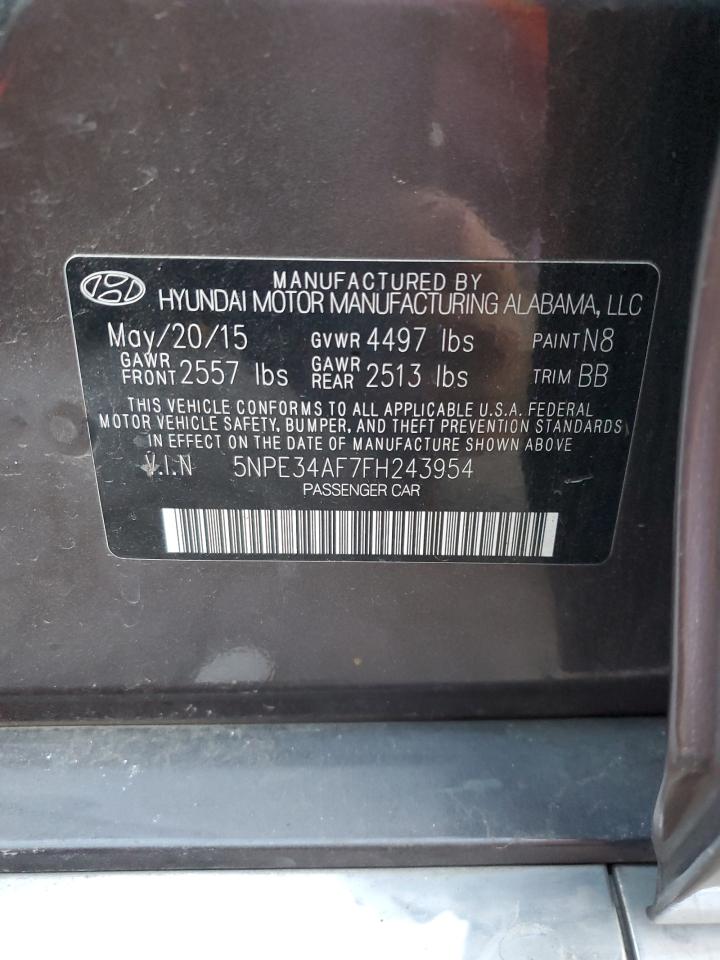 MANUFACTURED BY
HYUNDAI MOTOR MANUFACTURING ALABAMA, LLC
May/20/15 GVWR 4497 lbs PAINT N8
GAWR FRONT 2557 lbs GAWR REAR 2513 lbs TRIM BB
THIS VEHICLE CONFORMS TO ALL APPLICABLE U.S.A. FEDERAL
MOTOR VEHICLE SAFETY, BUMPER, AND THEFT PREVENTION STANDARDS
IN EFFECT ON THE DATE OF MANUFACTURE SHOWN ABOVE
V.I.N 5NPE34AF7FH243954
PASSENGER CAR